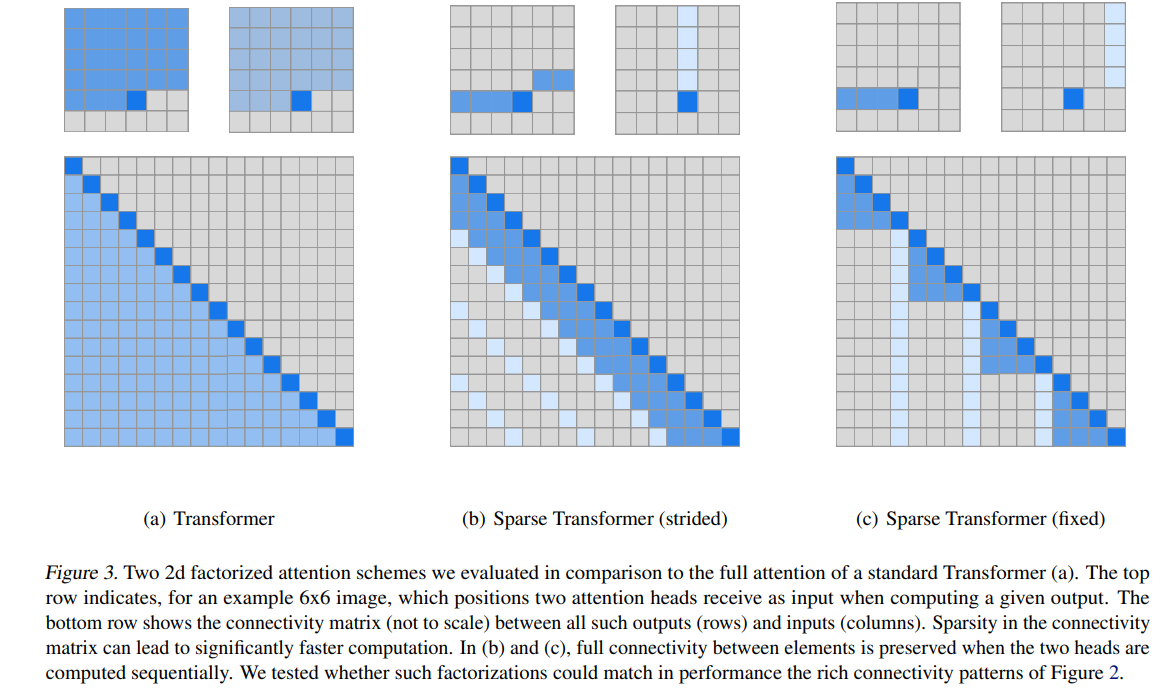 (a) Transformer
(b) Sparse Transformer (strided)
(c) Sparse Transformer (fixed)
Figure 3. Two 2d factorized attention schemes we evaluated in comparison to the full attention of a standard Transformer (a). The top
row indicates, for an example 6x6 image, which positions two attention heads receive as input when computing a given output. The
bottom row shows the connectivity matrix (not to scale) between all such outputs (rows) and inputs (columns). Sparsity in the connectivity
matrix can lead to significantly faster computation. In (b) and (c), full connectivity between elements is preserved when the two heads are
computed sequentially. We tested whether such factorizations could match in performance the rich connectivity patterns of Figure 2.